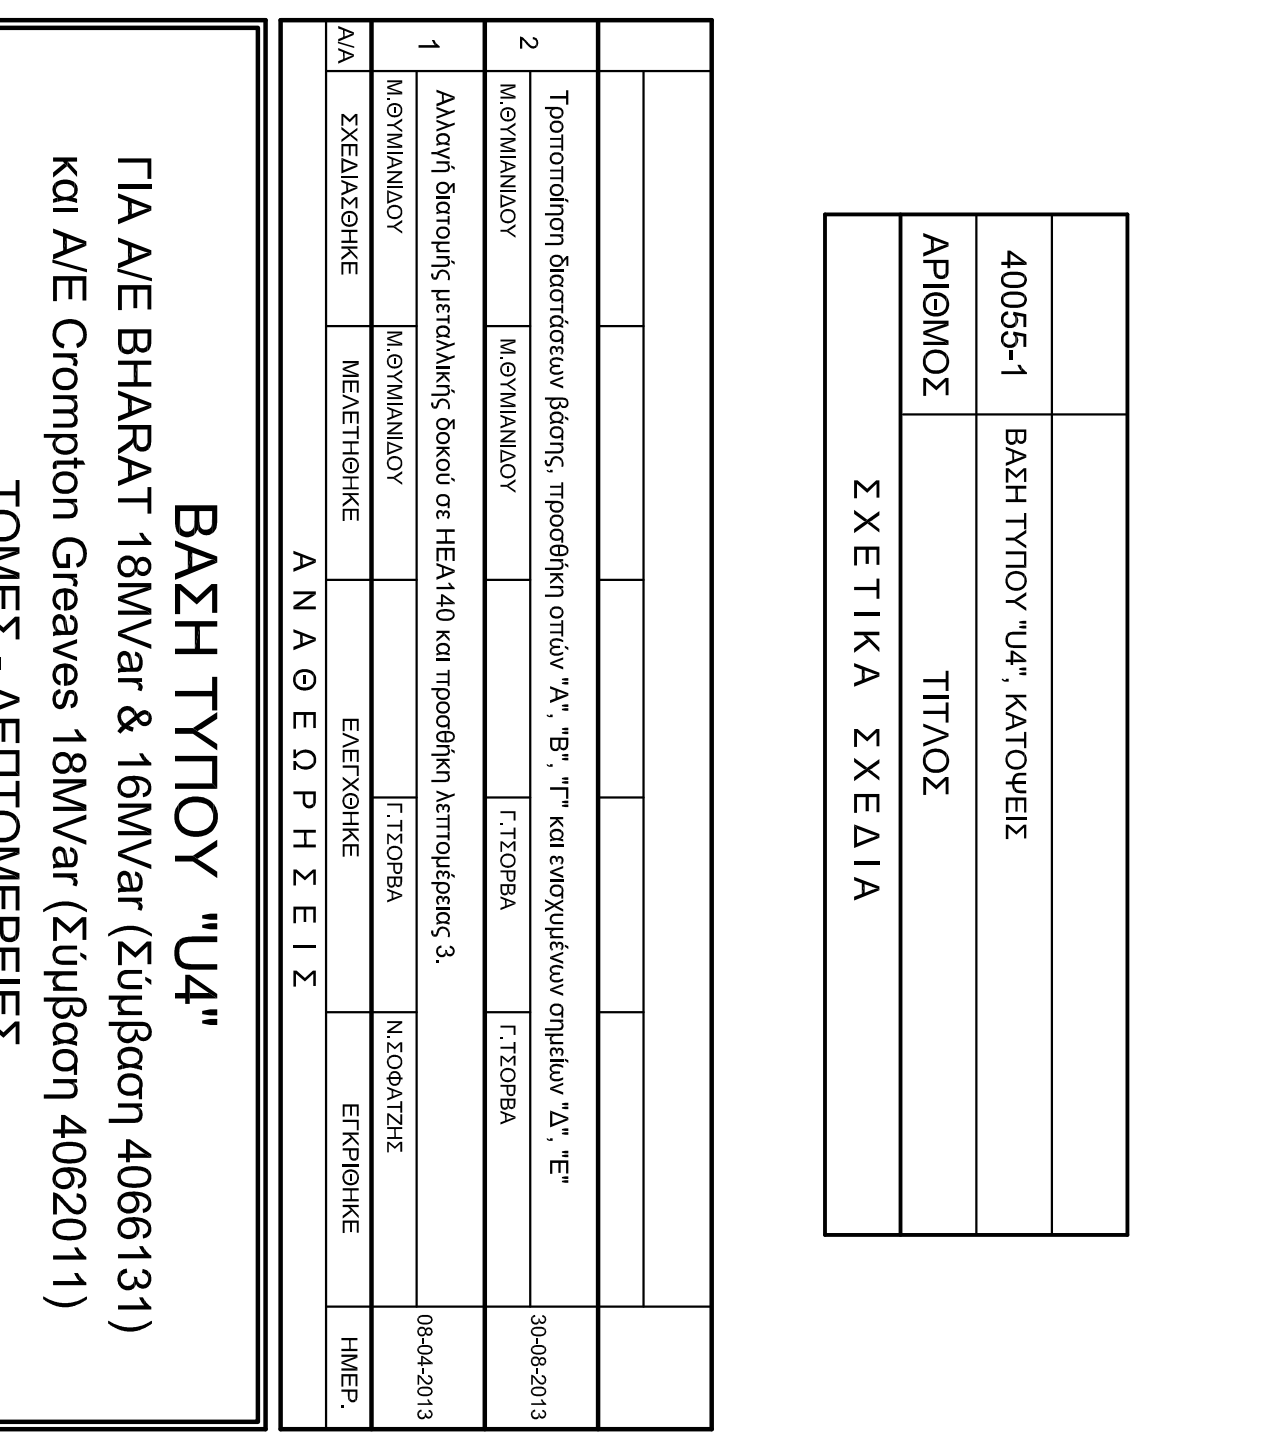 40055-1 ΒΑΣΗ ΤΥΠΟΥ "U4", ΚΑΤΟΨΕΙΣ
ΑΡΙΘΜΟΣ ΤΙΤΛΟΣ
ΣΧΕΤΙΚΑ ΣΧΕΔΙΑ
Τροποποίηση διαστάσεων βάσης, προσθήκη οπών "Α", "Β", "Γ" και ενισχυμένων σημείων "Δ", "Ε"
2 Μ.ΘΥΜΙΑΝΙΔΟΥ Μ.ΘΥΜΙΑΝΙΔΟΥ Γ.ΤΣΟΡΒΑ Γ.ΤΣΟΡΒΑ 30-08-2013
Αλλαγή διατομής μεταλλικής δοκού σε ΗΕΑ140 και προσθήκη λεπτομέρειας 3.
1 Μ.ΘΥΜΙΑΝΙΔΟΥ Μ.ΘΥΜΙΑΝΙΔΟΥ Γ.ΤΣΟΡΒΑ Ν.ΣΟΦΑΤΖΗΣ 08-04-2013
Α/Α ΣΧΕΔΙΑΣΘΗΚΕ ΜΕΛΕΤΗΘΗΚΕ ΕΛΕΓΧΘΗΚΕ ΕΓΚΡΙΘΗΚΕ ΗΜΕΡ.
ΑΝΑΘΕΩΡΗΣΕΙΣ
ΒΑΣΗ ΤΥΠΟΥ "U4"
ΓΙΑ Α/Ε BHARAT 18MVar & 16MVar (Σύμβαση 4066131)
και Α/Ε Crompton Greaves 18MVar (Σύμβαση 4062011)
ΤΟΜΕΣ - ΛΕΠΤΟΜΕΡΕΙΕΣ